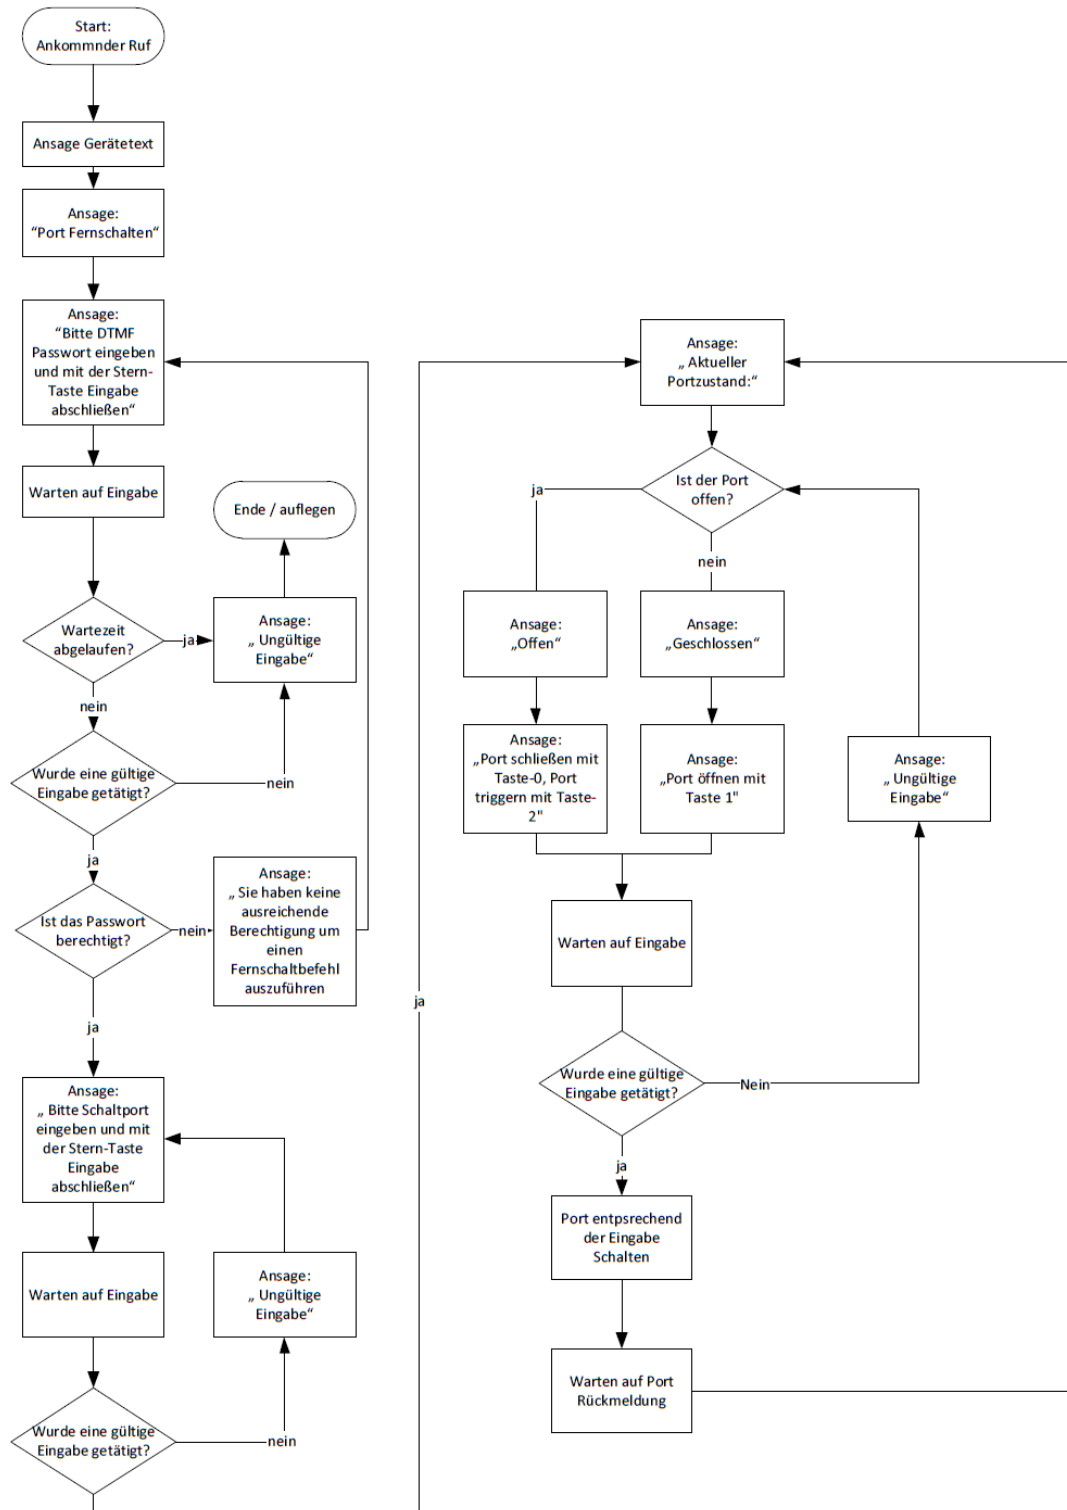 Start:
Ankommnder Ruf
Ansage Gerätetext
Ansage:
“Port Fernschalten“
Ansage:
“Bitte DTMF
Passwort eingeben
und mit der Stern-
Taste Eingabe
abschließen“
Warten auf Eingabe
Ende / auflegen
Wartezeit
abgelaufen?
ja
Ansage:
„ Ungültige
Eingabe“
nein
Wurde eine gültige
Eingabe getätigt?
nein
ja
Ist das Passwort
berechtigt?
nein
Ansage:
„ Sie haben keine
ausreichende
Berechtigung um
einen
Fernschaltbefehl
auszuführen
ja
Ansage:
„ Bitte Schaltport
eingeben und mit
der Stern-Taste
Eingabe
abschließen“
Warten auf Eingabe
Ansage:
„ Ungültige
Eingabe“
Wurde eine gültige
Eingabe getätigt?
nein
ja
Ansage:
„ Aktueller
Portzustand:“
Ist der Port
offen?
ja
nein
Ansage:
„Offen“
Ansage:
„Geschlossen“
Ansage:
„Port schließen mit
Taste-0, Port
triggern mit Taste-
2"
Ansage:
„Port öffnen mit
Taste 1"
Ansage:
„ Ungültige
Eingabe“
Warten auf Eingabe
Wurde eine gültige
Eingabe getätigt?
Nein
ja
Port entpsrechend
der Eingabe
Schalten
Warten auf Port
Rückmeldung